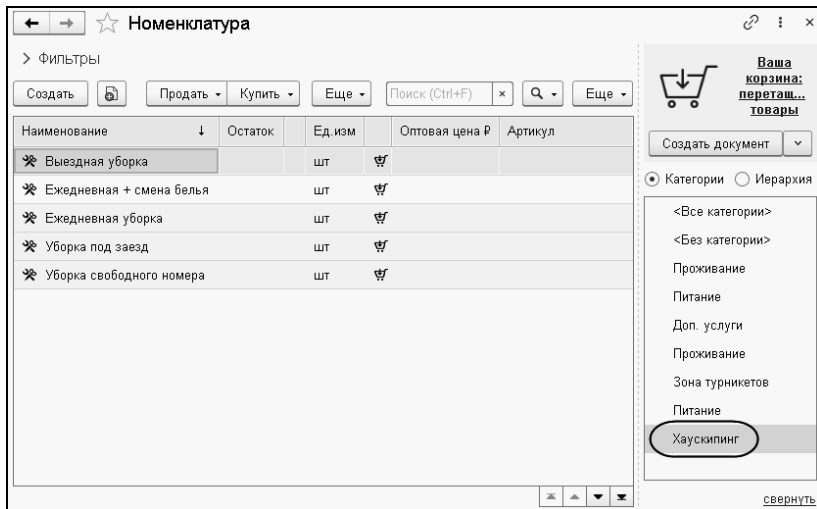 Номенклатура
Фильтры
Создать Продать Купить Еще Поиск (Ctrl+F) × Еще
Наименование ↓ Остаток Ед.изм Оптовая цена ₽ Артикул
Выездная уборка шт
Ежедневная + смена белья шт
Ежедневная уборка шт
Уборка под заезд шт
Уборка свободного номера шт
Ваша
корзина:
перетащ...
товары
Создать документ
Категории Иерархия
<Все категории>
<Без категории>
Проживание
Питание
Доп. услуги
Проживание
Зона турникетов
Питание
Хаускипинг
свернуть